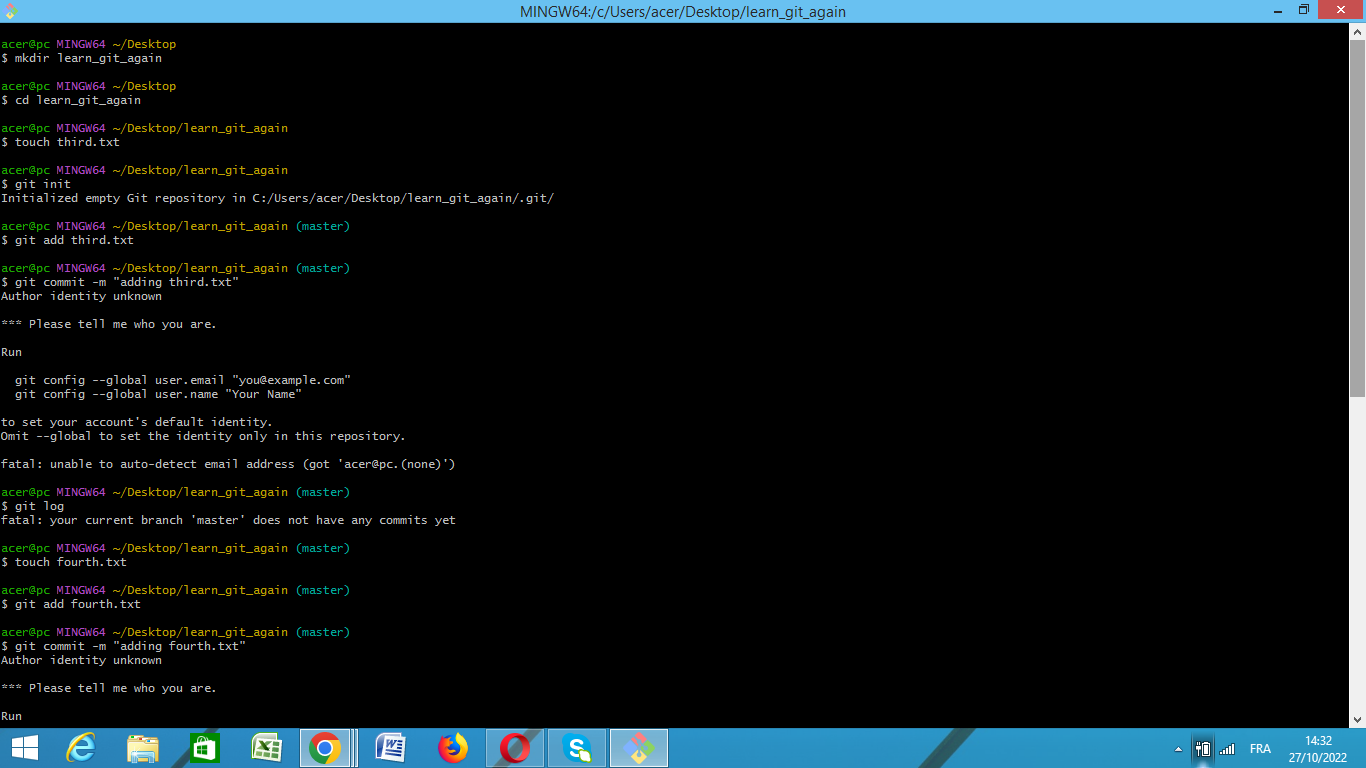 MINGW64:/c/Users/acer/Desktop/learn_git_again
acer@pc MINGW64 ~/Desktop
$ mkdir learn_git_again
acer@pc MINGW64 ~/Desktop
$ cd learn_git_again
acer@pc MINGW64 ~/Desktop/learn_git_again
$ touch third.txt
acer@pc MINGW64 ~/Desktop/learn_git_again
$ git init
Initialized empty Git repository in C:/Users/acer/Desktop/learn_git_again/.git/
acer@pc MINGW64 ~/Desktop/learn_git_again (master)
$ git add third.txt
acer@pc MINGW64 ~/Desktop/learn_git_again (master)
$ git commit -m "adding third.txt"
Author identity unknown
*** Please tell me who you are.
Run
  git config --global user.email "you@example.com"
  git config --global user.name "Your Name"
to set your account's default identity.
Omit --global to set the identity only in this repository.
fatal: unable to auto-detect email address (got 'acer@pc.(none)')
acer@pc MINGW64 ~/Desktop/learn_git_again (master)
$ git log
fatal: your current branch 'master' does not have any commits yet
acer@pc MINGW64 ~/Desktop/learn_git_again (master)
$ touch fourth.txt
acer@pc MINGW64 ~/Desktop/learn_git_again (master)
$ git add fourth.txt
acer@pc MINGW64 ~/Desktop/learn_git_again (master)
$ git commit -m "adding fourth.txt"
Author identity unknown
*** Please tell me who you are.
Run
FRA
14:32
27/10/2022